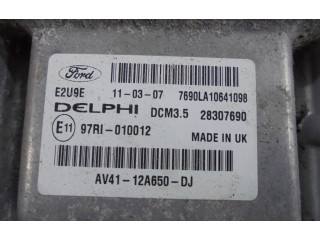 Ford
E2U9E 11-03-07 7690LA10641098
DELPHI DCM3.5 28307690
E11 97RI-010012 MADE IN UK
AV41-12A650-DJ